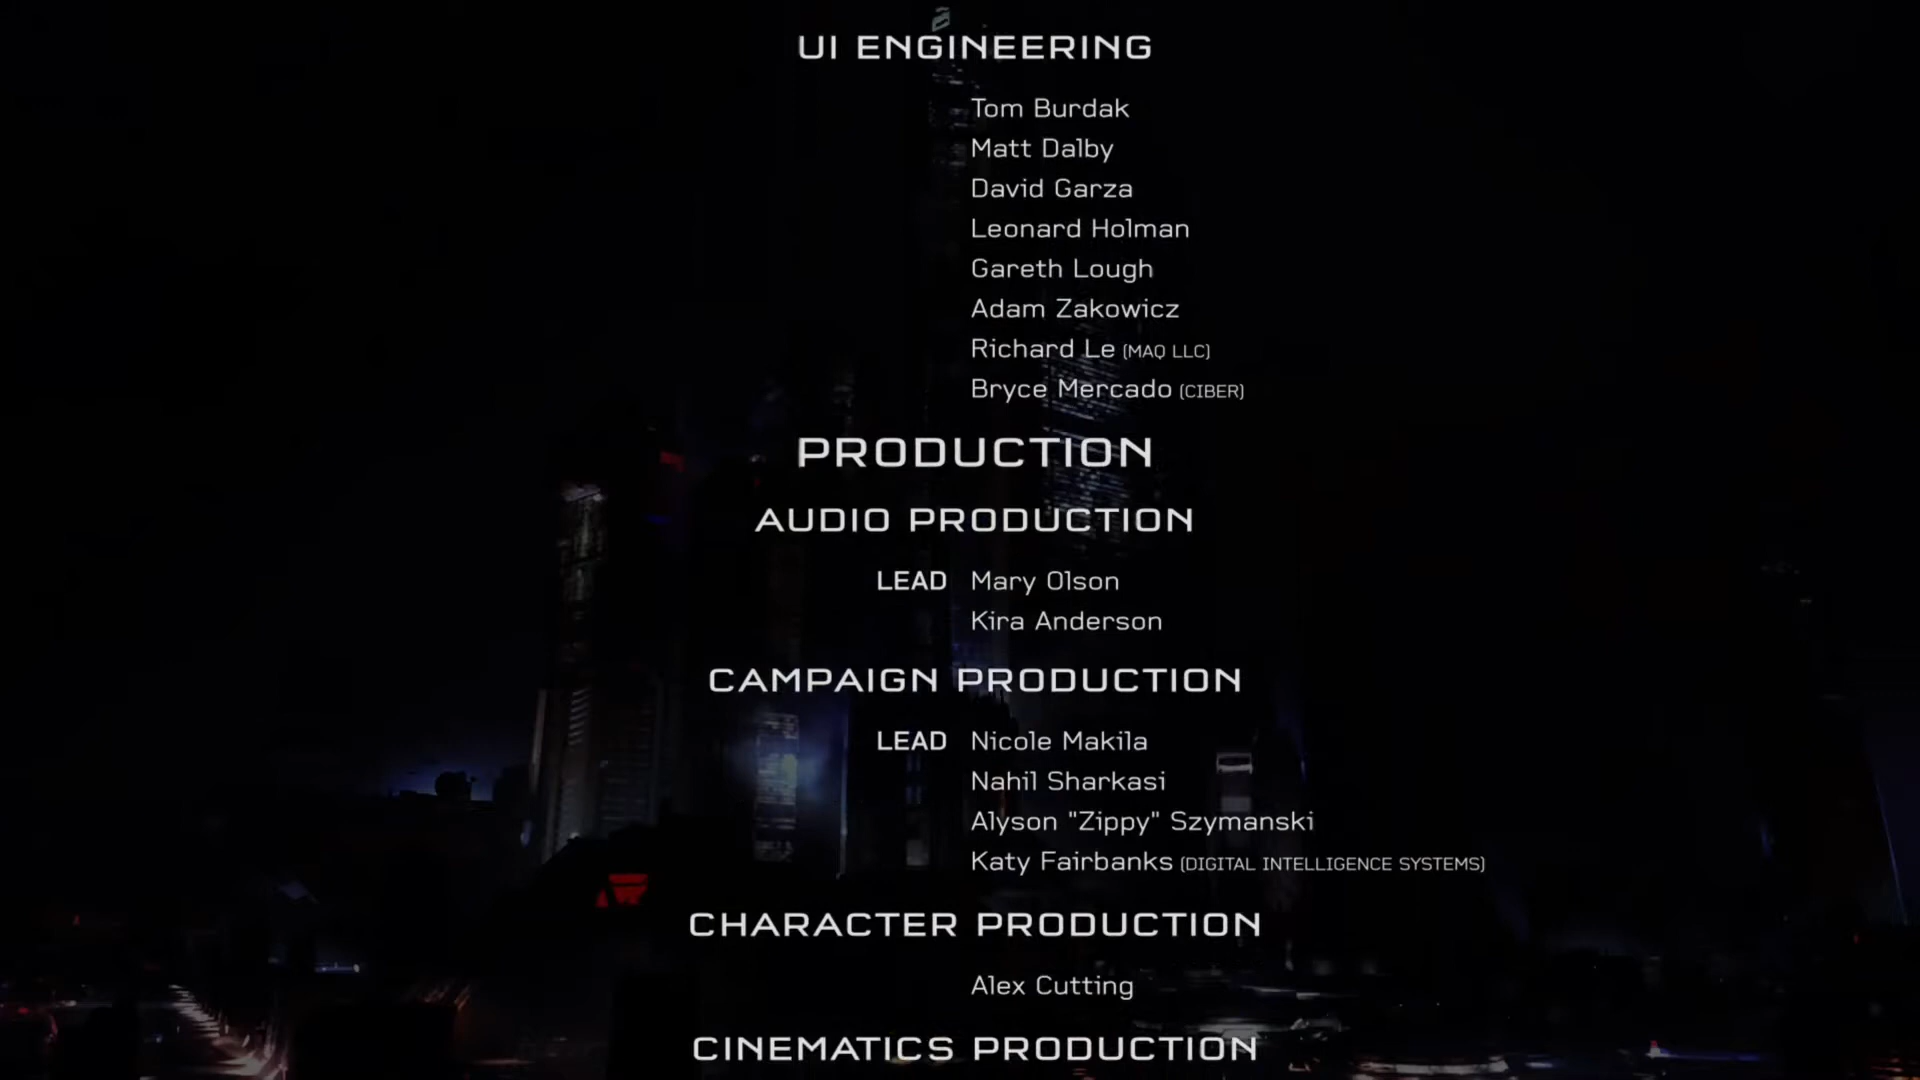 UI ENGINEERING
Tom Burdak
Matt Dalby
David Garza
Leonard Holman
Gareth Lough
Adam Zakowicz
Richard Le (MAQ LLC)
Bryce Mercado (CIBER)
PRODUCTION
AUDIO PRODUCTION
LEAD Mary Olson
Kira Anderson
CAMPAIGN PRODUCTION
LEAD Nicole Makila
Nahil Sharkasi
Alyson "Zippy" Szymanski
Katy Fairbanks (DIGITAL INTELLIGENCE SYSTEMS)
CHARACTER PRODUCTION
Alex Cutting
CINEMATICS PRODUCTION